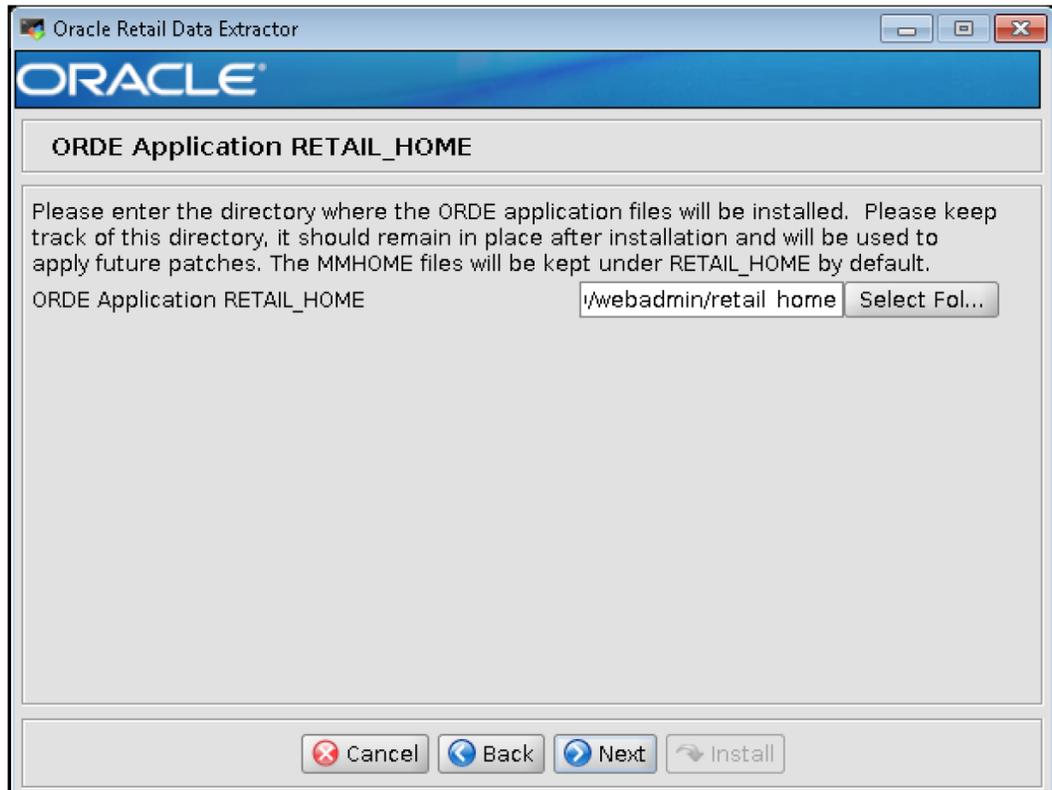 Oracle Retail Data Extractor
ORACLE
ORDE Application RETAIL_HOME
Please enter the directory where the ORDE application files will be installed.  Please keep
track of this directory, it should remain in place after installation and will be used to
apply future patches. The MMHOME files will be kept under RETAIL_HOME by default.
ORDE Application RETAIL_HOME /webadmin/retail home Select Fol...
Cancel Back Next Install